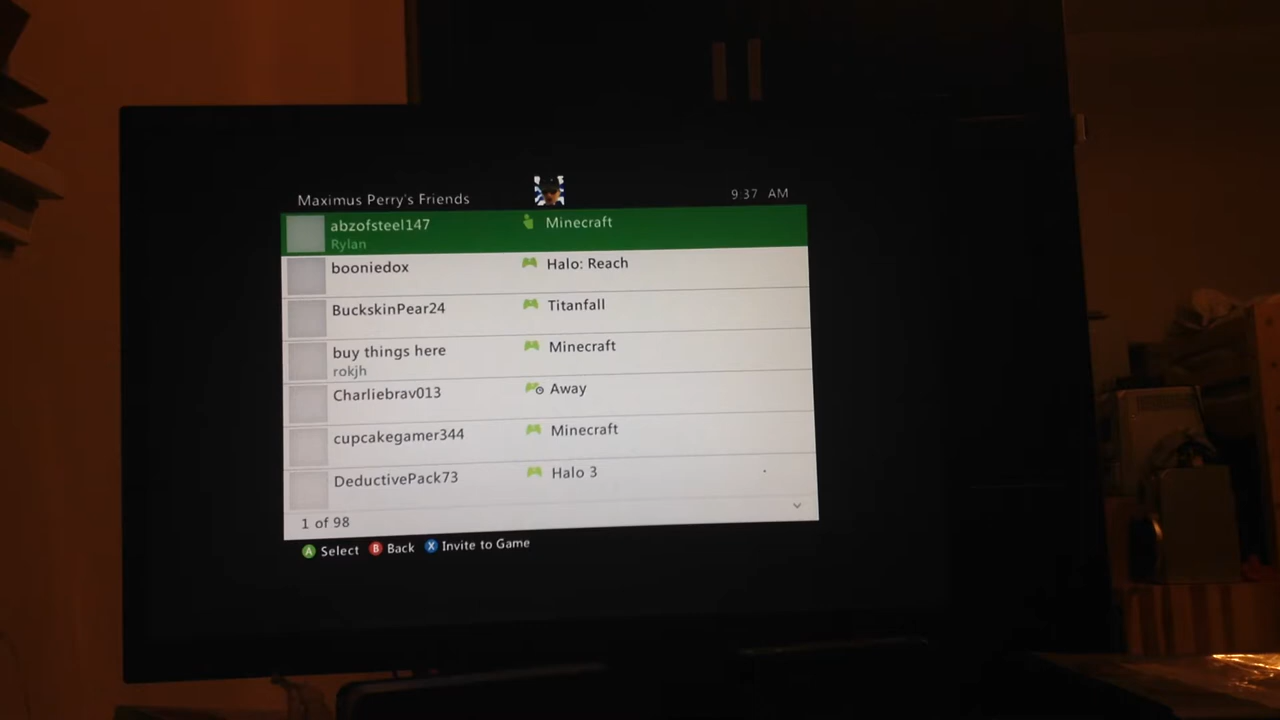 Maximus Perry's Friends
9:37 AM
abzofsteel147
Minecraft
Rylan
booniedox
Halo: Reach
BuckskinPear24
Titanfall
buy things here
Minecraft
rokjh
Charliebrav013
Away
cupcakegamer344
Minecraft
DeductivePack73
Halo 3
1 of 98
A Select B Back X Invite to Game